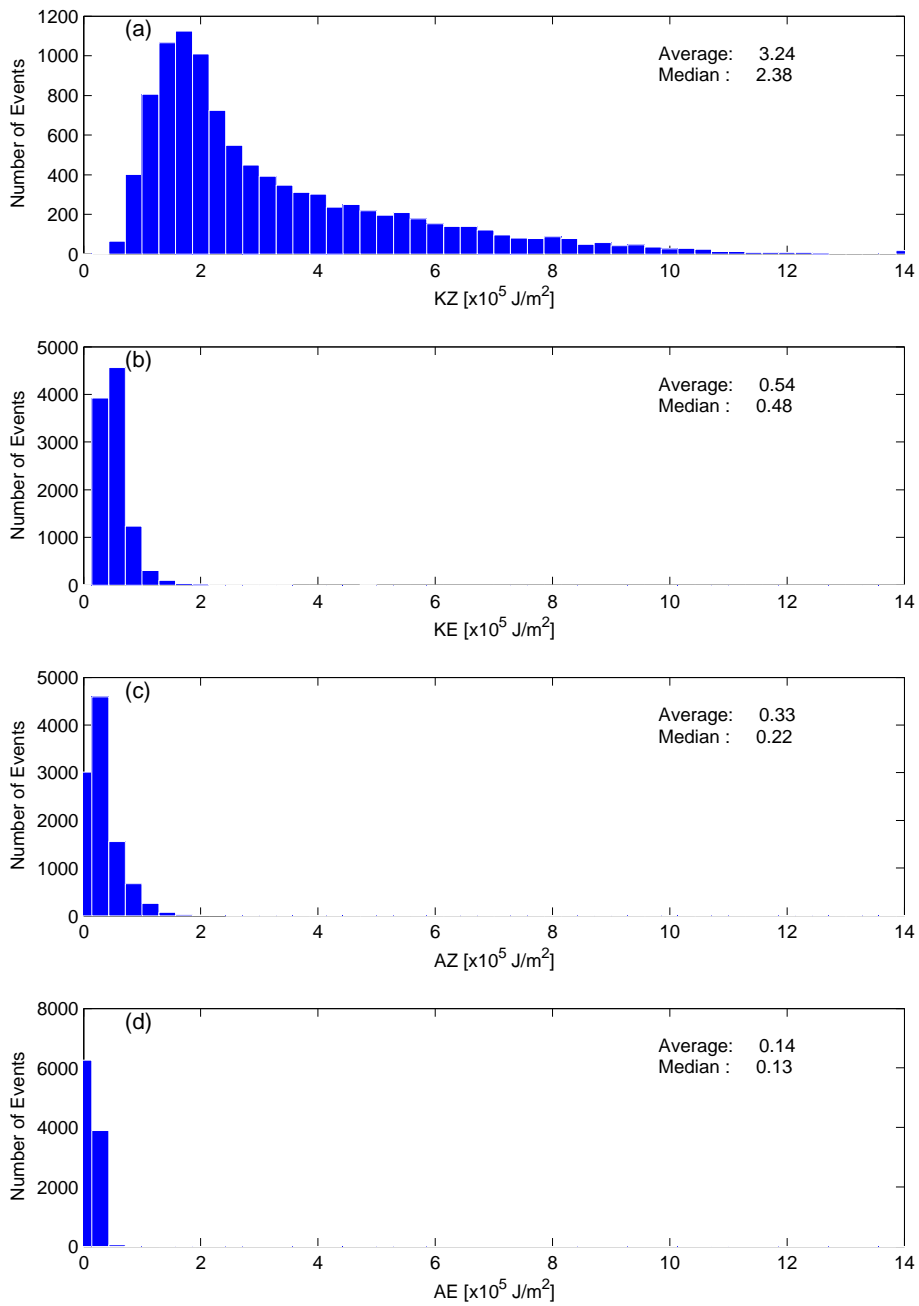 (a)
Average: 3.24
Median : 2.38
Number of Events
1200
1000
800
600
400
200
0
0 2 4 6 8 10 12 14
KZ [x10^5 J/m^2]
(b)
Average: 0.54
Median : 0.48
Number of Events
5000
4000
3000
2000
1000
0
0 2 4 6 8 10 12 14
KE [x10^5 J/m^2]
(c)
Average: 0.33
Median : 0.22
Number of Events
5000
4000
3000
2000
1000
0
0 2 4 6 8 10 12 14
AZ [x10^5 J/m^2]
(d)
Average: 0.14
Median : 0.13
Number of Events
8000
6000
4000
2000
0
0 2 4 6 8 10 12 14
AE [x10^5 J/m^2]